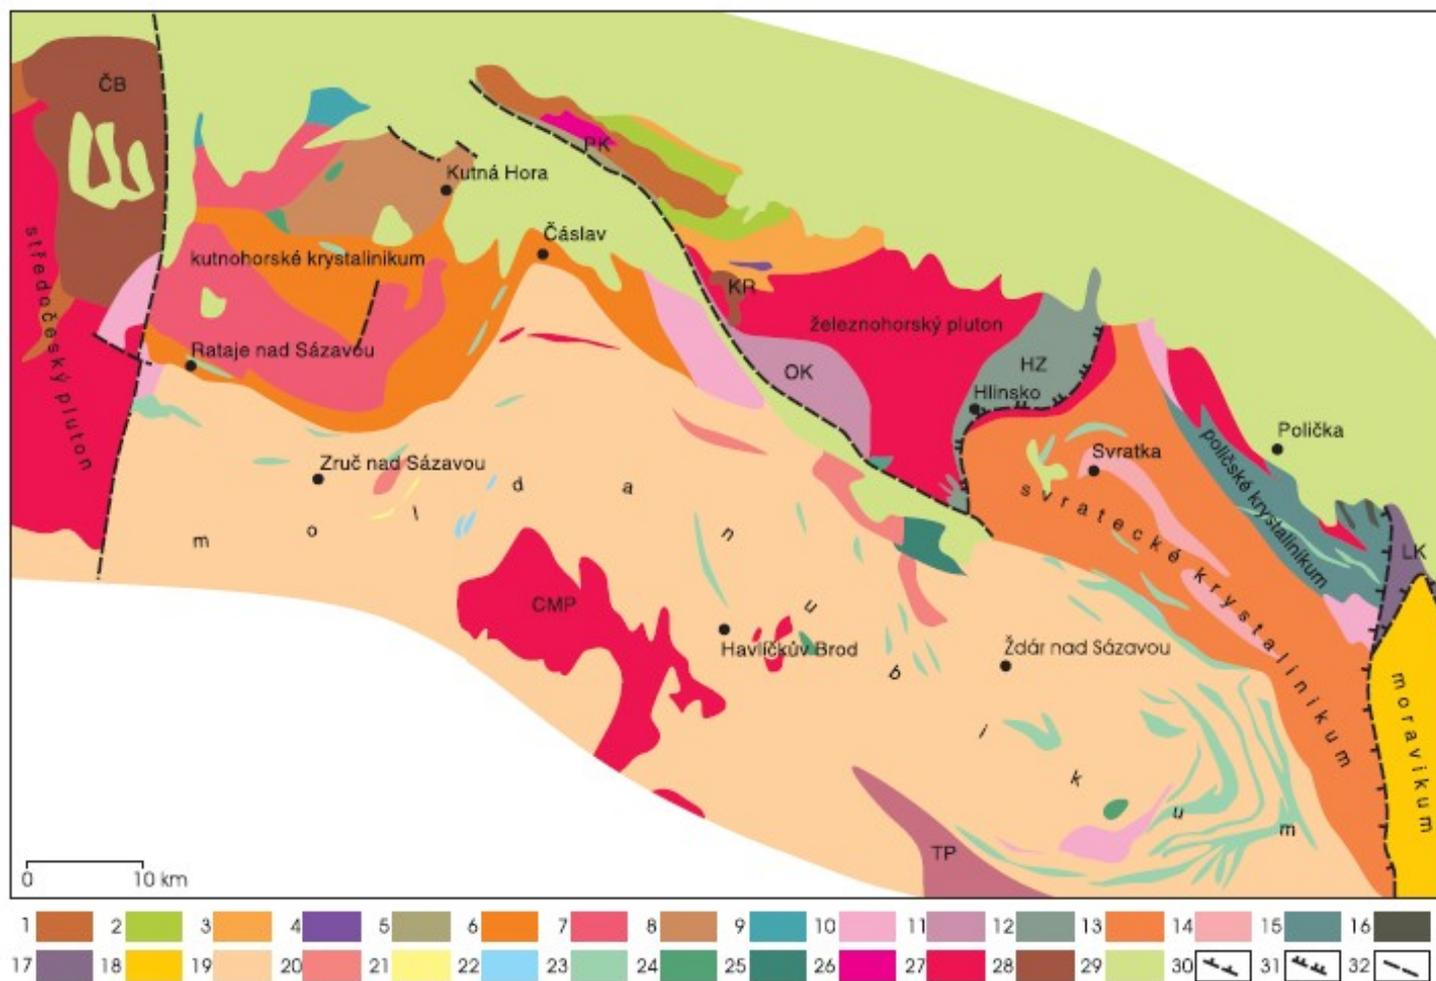 ČB
PK
Kutná Hora
Čáslav
kutnohorské krystalinikum
středočeský pluton
KR
železnohorský pluton
Rataje nad Sázavou
OK
HZ
Hlinsko
Polička
Svratka
poličské krystalinikum
Zruč nad Sázavou
moldanubikum
svratecké krystalinikum
LK
CMP
Havlíčkův Brod
Ždár nad Sázavou
moravikum
TP
0 10 km
1 2 3 4 5 6 7 8 9 10 11 12 13 14 15 16
17 18 19 20 21 22 23 24 25 26 27 28 29 30 31 32